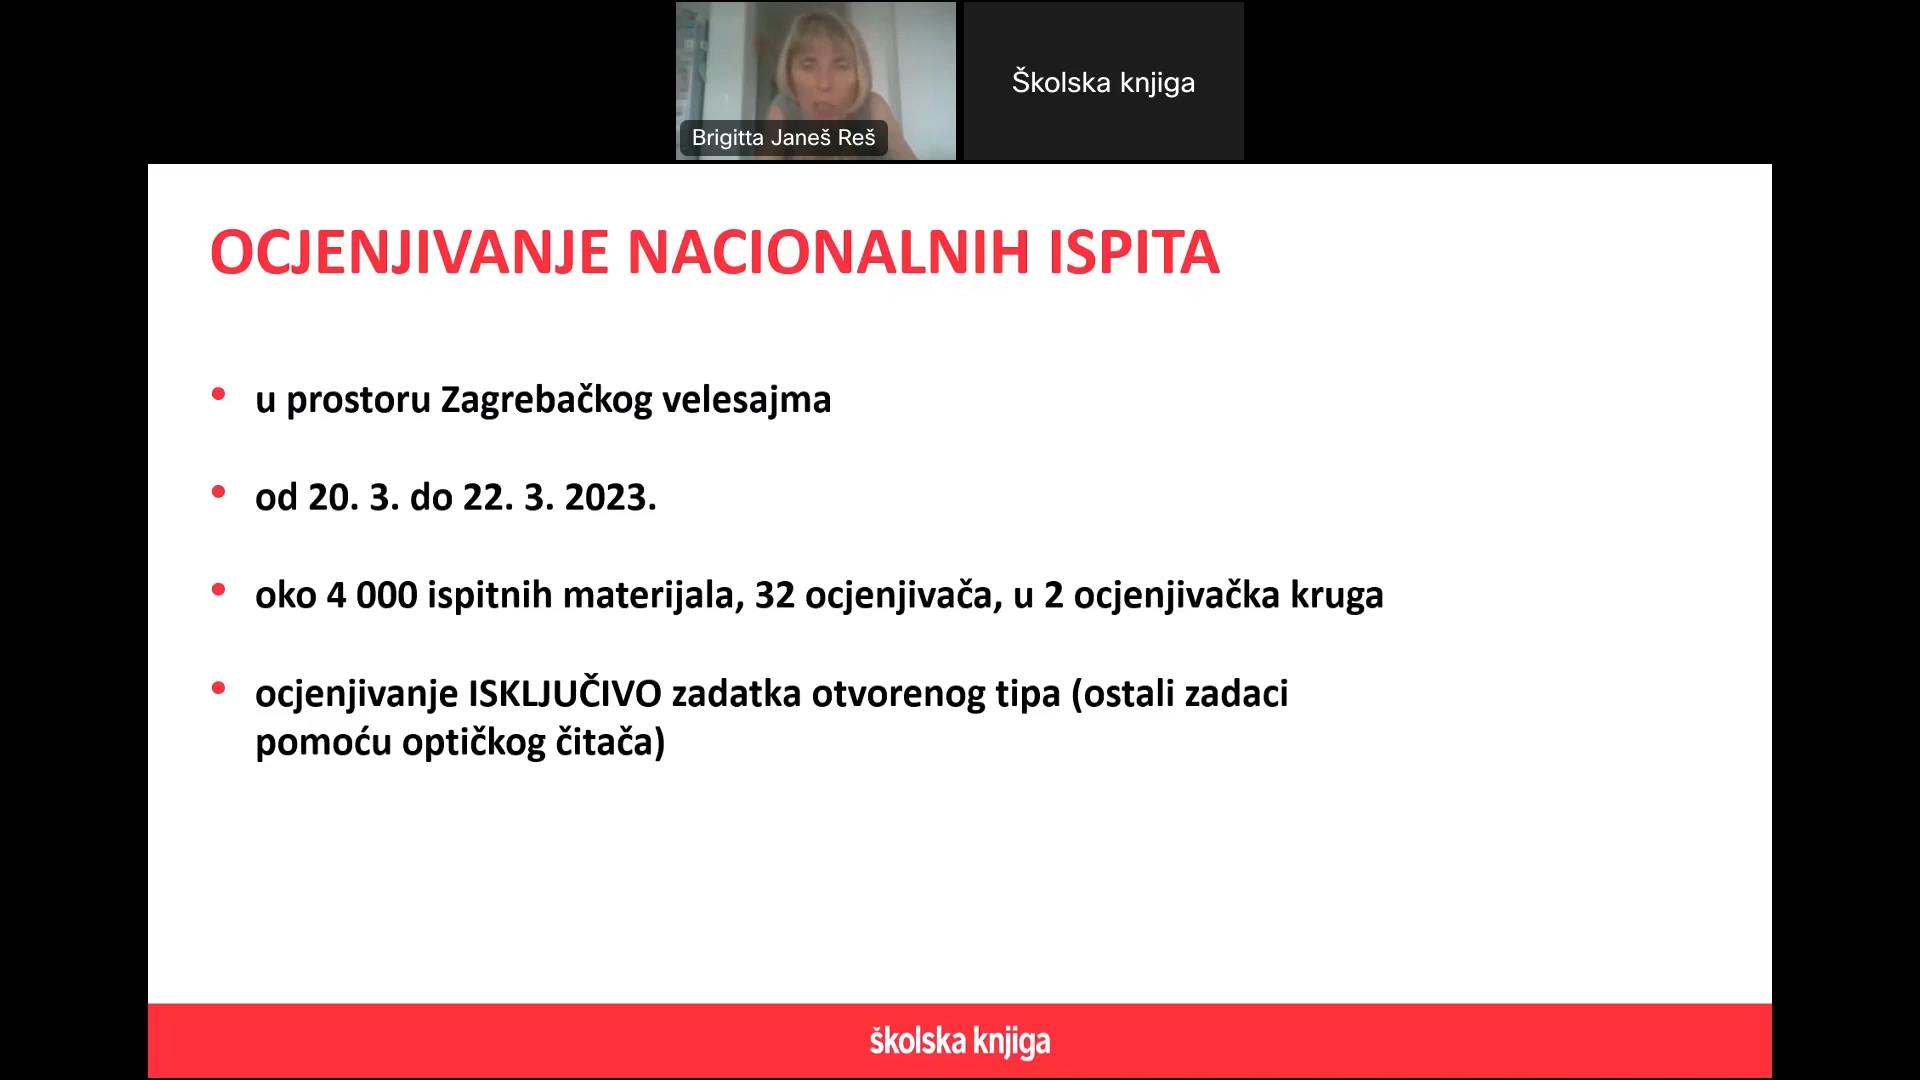 Brigitta Janeš Reš
Školska knjiga
OCJENJIVANJE NACIONALNIH ISPITA
• u prostoru Zagrebačkog velesajma
• od 20. 3. do 22. 3. 2023.
• oko 4 000 ispitnih materijala, 32 ocjenjivača, u 2 ocjenjivačka kruga
• ocjenjivanje ISKLJUČIVO zadatka otvorenog tipa (ostali zadaci
pomoću optičkog čitača)
školska knjiga